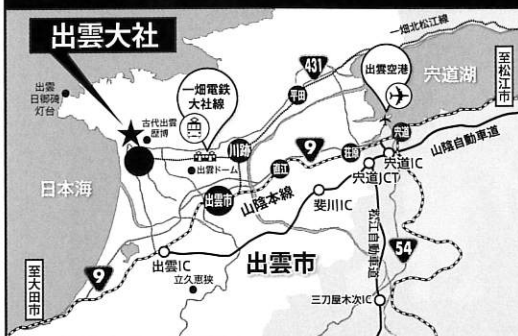 出雲大社
一畑北松江線
431
平田
出雲空港
宍道湖
至松江市
出雲
日御碕
灯台
一畑電鉄
大社線
古代出雲
歴博
川跡
出雲ドーム
9
荘原
宍道
山陰自動車道
宍道IC
宍道JCT
直江
日本海
出雲市
山陰本線
斐川IC
松江自動車道
54
出雲IC
出雲市
9
至大田市
立久恵狭
三刀屋木次IC